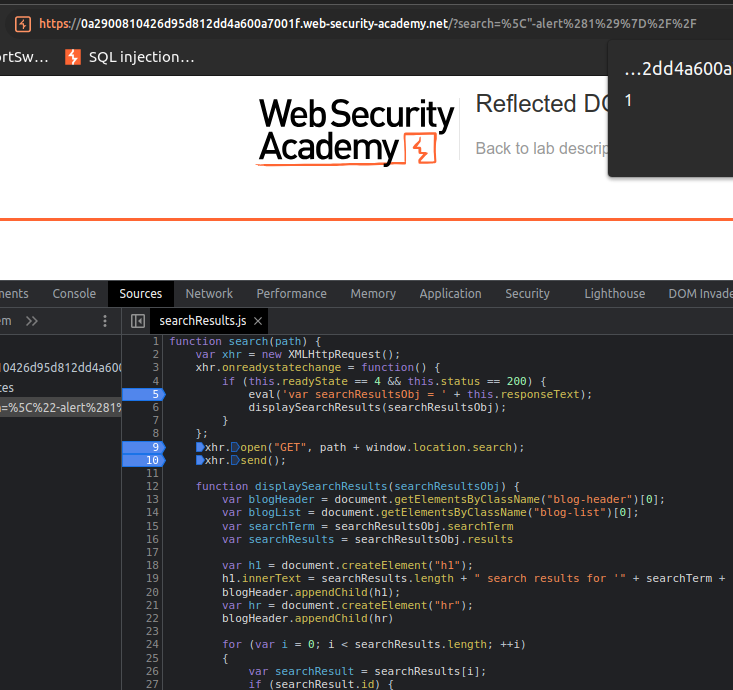 https://0a2900810426d95d812dd4a600a7001f.web-security-academy.net/?search=%5C"-alert%281%29%7D%2F%2F
ortSw… SQL injection…
…2dd4a600a
1
Web Security
Academy
Reflected DO
Back to lab descrip
ments Console Sources Network Performance Memory Application Security Lighthouse DOM Invade
em >> searchResults.js ×
10426d95d812dd4a600
ces
h=%5C%22-alert%281%
1 function search(path) {
2     var xhr = new XMLHttpRequest();
3     xhr.onreadystatechange = function() {
4         if (this.readyState == 4 && this.status == 200) {
5             eval('var searchResultsObj = ' + this.responseText);
6             displaySearchResults(searchResultsObj);
7         }
8     };
9     xhr.open("GET", path + window.location.search);
10     xhr.send();
11
12     function displaySearchResults(searchResultsObj) {
13         var blogHeader = document.getElementsByClassName("blog-header")[0];
14         var blogList = document.getElementsByClassName("blog-list")[0];
15         var searchTerm = searchResultsObj.searchTerm
16         var searchResults = searchResultsObj.results
17
18         var h1 = document.createElement("h1");
19         h1.innerText = searchResults.length + " search results for '" + searchTerm +
20         blogHeader.appendChild(h1);
21         var hr = document.createElement("hr");
22         blogHeader.appendChild(hr)
23
24         for (var i = 0; i < searchResults.length; ++i)
25         {
26             var searchResult = searchResults[i];
27             if (searchResult.id) {